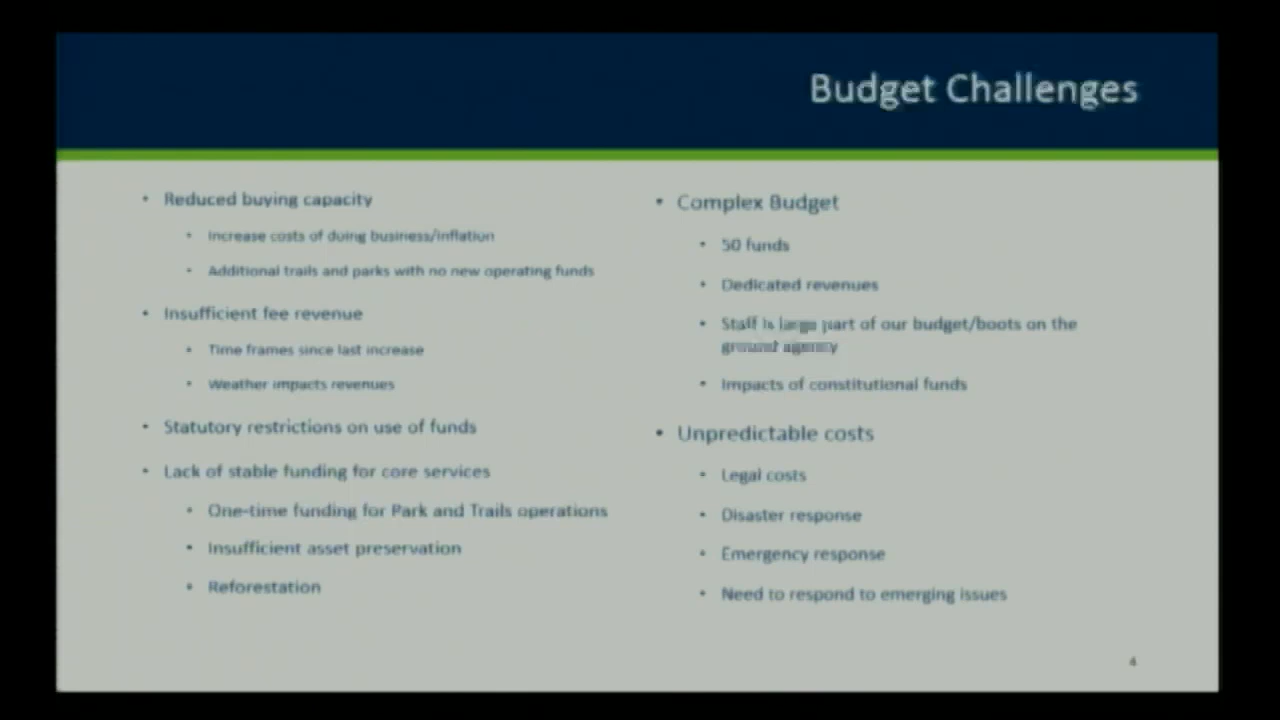 Budget Challenges
• Reduced buying capacity
• Increase costs of doing business/inflation
• Additional trails and parks with no new operating funds
• Insufficient fee revenue
• Time frames since last increase
• Weather impacts revenues
• Statutory restrictions on use of funds
• Lack of stable funding for core services
• One-time funding for Park and Trails operations
• Insufficient asset preservation
• Reforestation
• Complex Budget
• 50 funds
• Dedicated revenues
• Staff is large part of our budget/boots on the
ground agency
• Impacts of constitutional funds
• Unpredictable costs
• Legal costs
• Disaster response
• Emergency response
• Need to respond to emerging issues
4